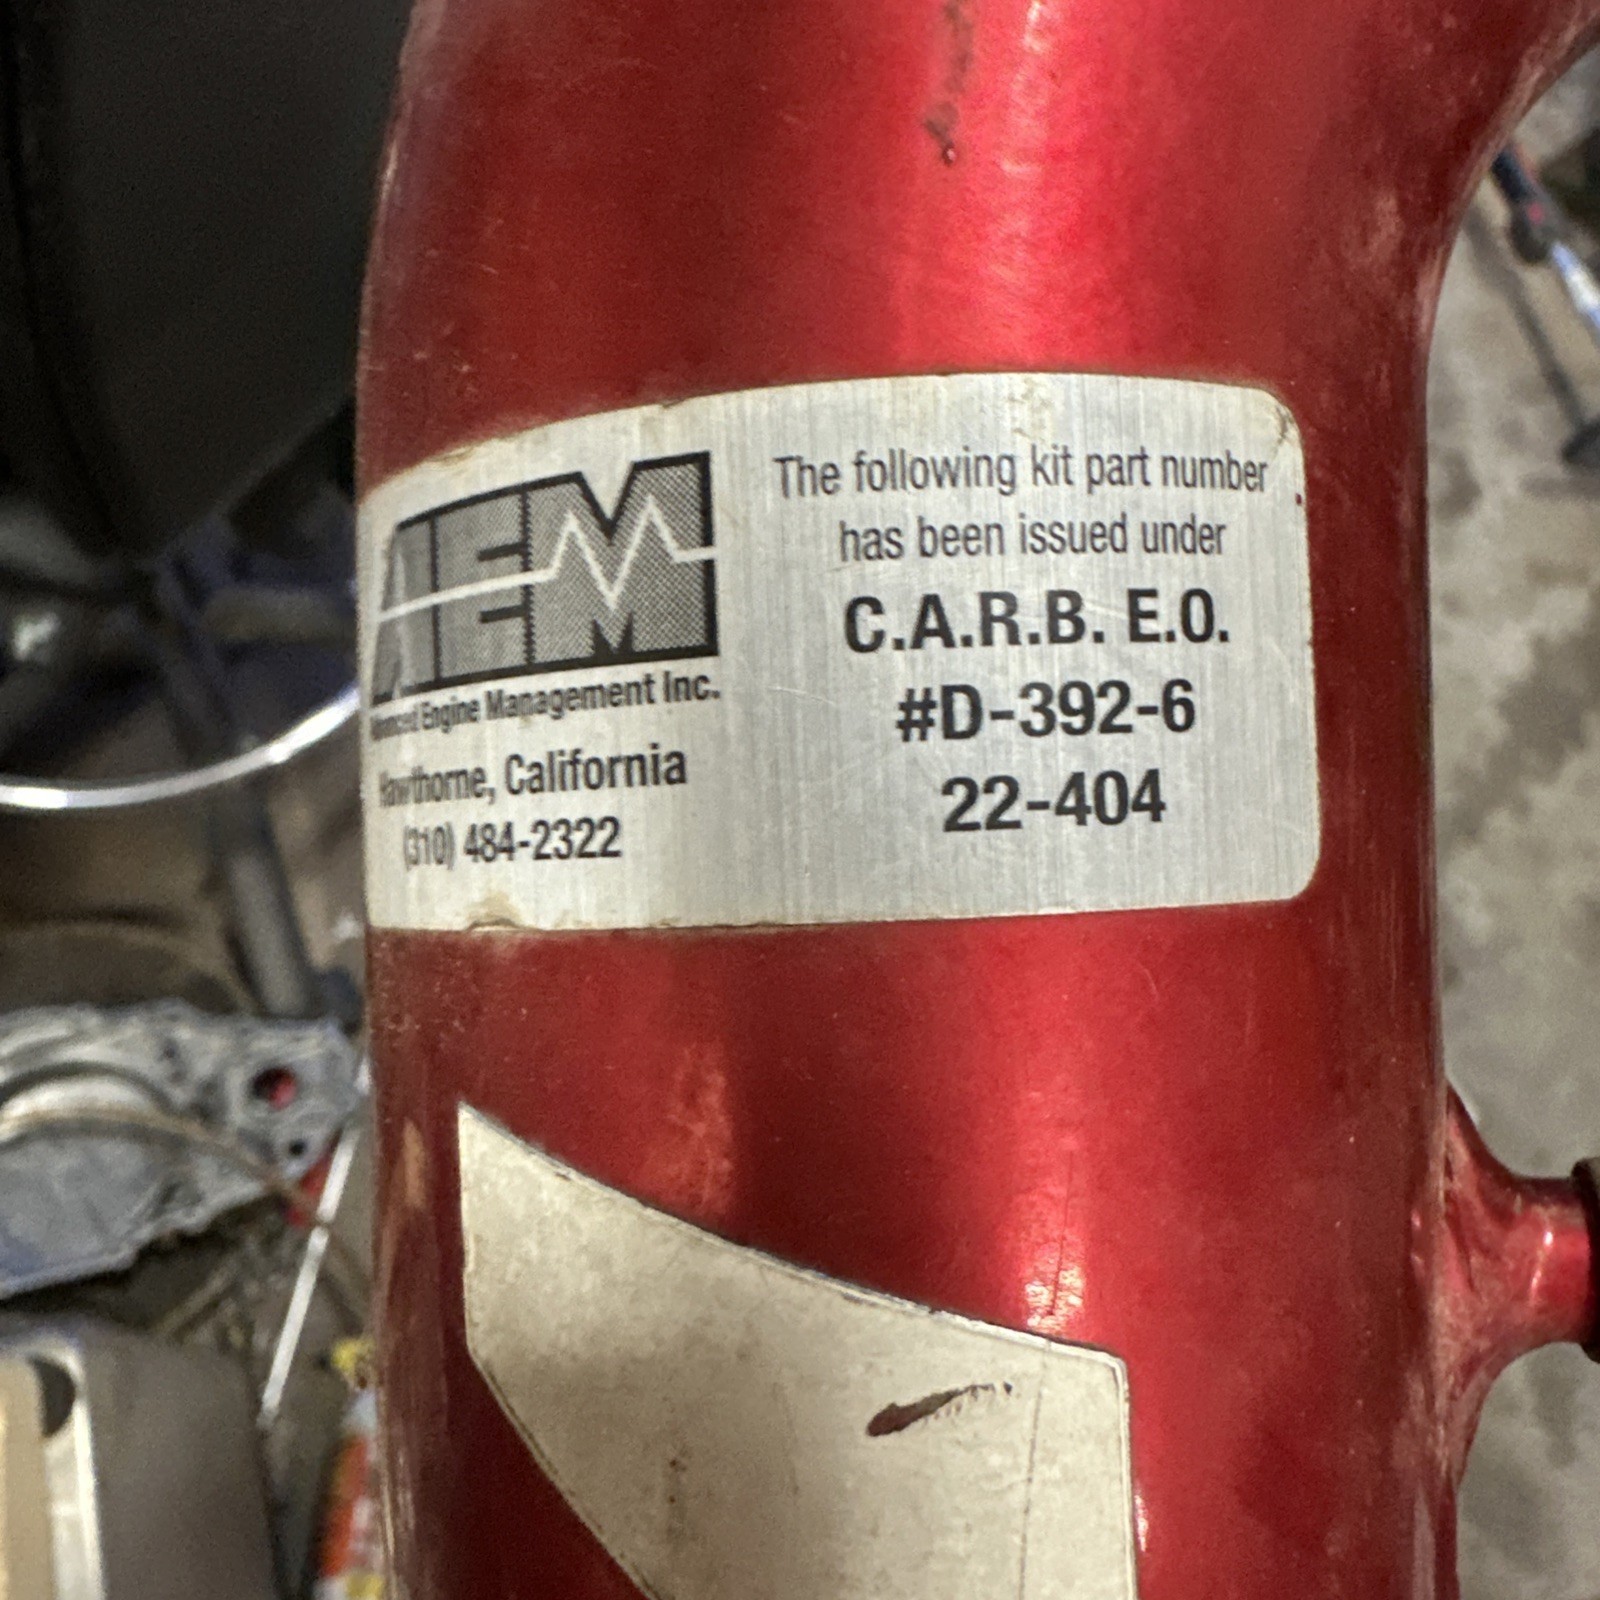 AEM
Advanced Engine Management Inc.
Hawthorne, California
(310) 484-2322
The following kit part number
has been issued under
C.A.R.B. E.O.
#D-392-6
22-404